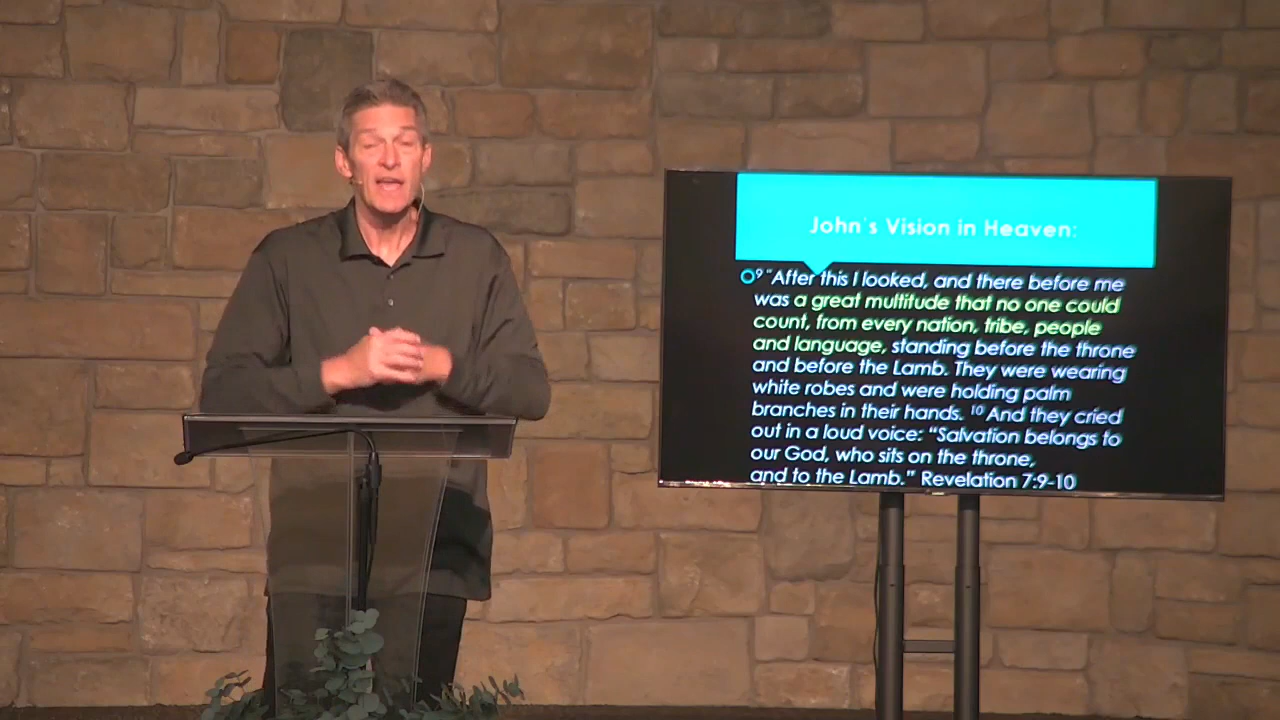 John's Vision in Heaven:
⁹ "After this I looked, and there before me
was a great multitude that no one could
count, from every nation, tribe, people
and language, standing before the throne
and before the Lamb. They were wearing
white robes and were holding palm
branches in their hands. ¹⁰ And they cried
out in a loud voice: “Salvation belongs to
our God, who sits on the throne,
and to the Lamb.” Revelation 7:9-10